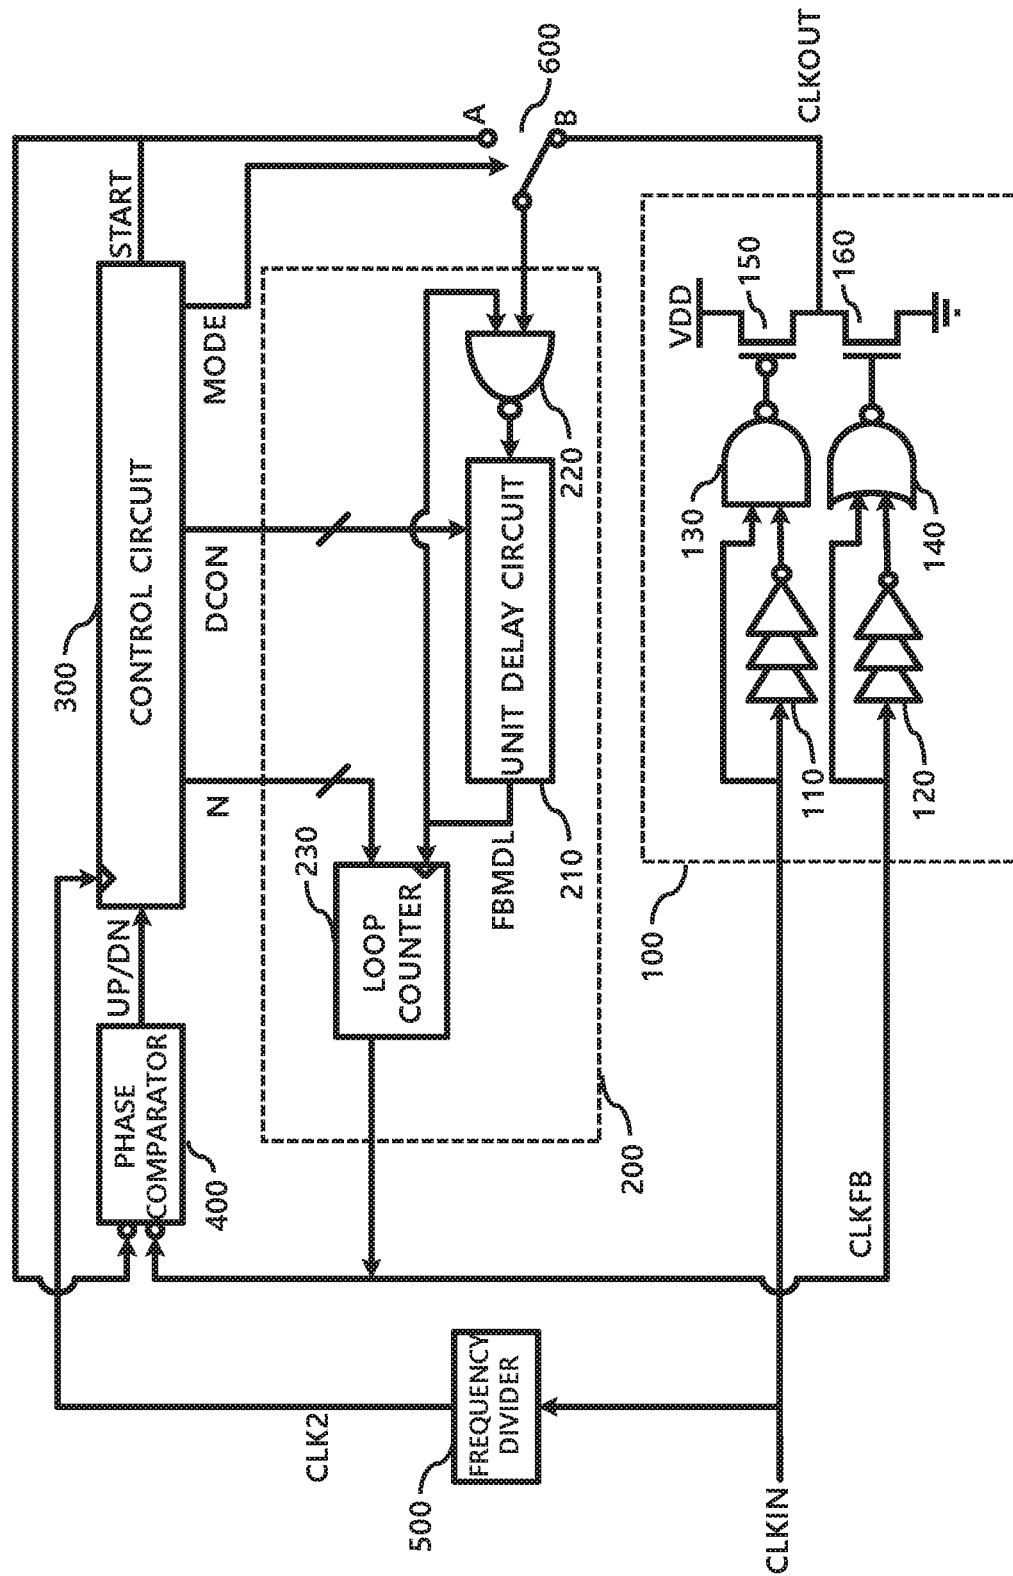 CLKIN
500
FREQUENCY
DIVIDER
CLK2
400
PHASE
COMPARATOR
UP/DN
300
CONTROL CIRCUIT
START
MODE
DCON
N
230
LOOP
COUNTER
FBMDL
210
UNIT DELAY CIRCUIT
220
200
A
B
600
CLKOUT
CLKFB
100
110
120
130
140
VDD
150
160